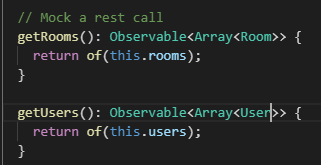 // Mock a rest call
getRooms(): Observable<Array<Room>> {
  return of(this.rooms);
}

getUsers(): Observable<Array<User>> {
  return of(this.users);
}